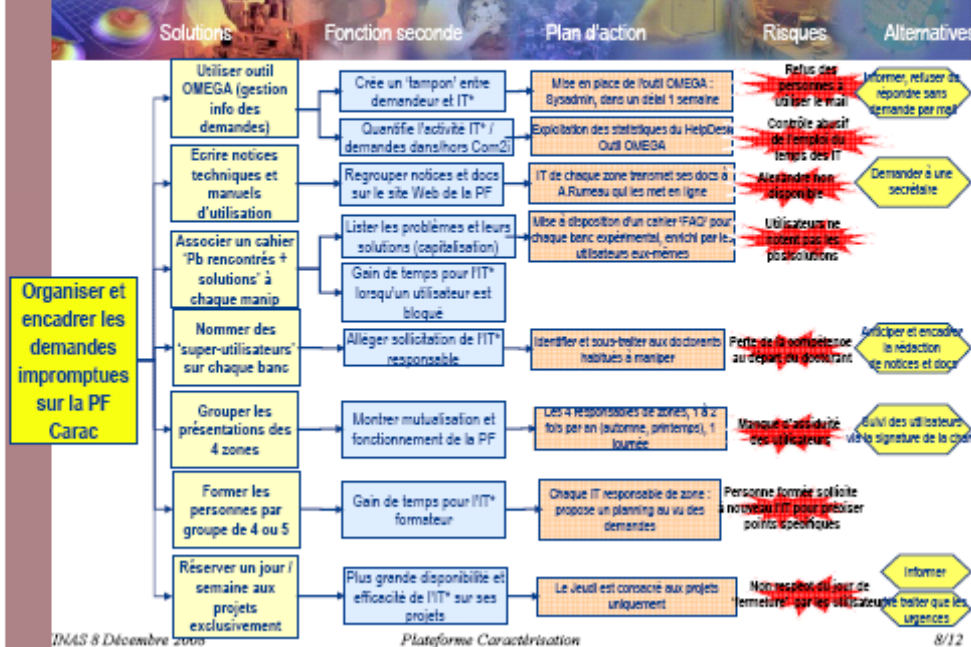 Solutions
Fonction seconde
Plan d'action
Risques
Alternatives
Organiser et
encadrer les
demandes
impromptues
sur la PF
Carac
Utiliser outil
OMEGA (gestion
info des
demandes)
Crée un 'tampon' entre
demandeur et IT*
Mise en place de l'outil OMEGA :
Sysadmin, dans un délai 1 semaine
Refus des
personnes à
utiliser le mail
Informer, refuser de
répondre sans
demande par mail
Quantifie l'activité IT* /
demandes dans/hors Com2i
Exploitation des statistiques du HelpDesk
Outil OMEGA
Contrôle abusif
de l'emploi du
temps des IT
Ecrire notices
techniques et
manuels
d'utilisation
Regrouper notices et docs
sur le site Web de la PF
IT de chaque zone transmet ses docs à
A.Rumeau qui les met en ligne
Alexandre non
disponible
Demander à une
secrétaire
Associer un cahier
'Pb rencontrés +
solutions' à
chaque manip
Lister les problèmes et leurs
solutions (capitalisation)
Mise à disposition d'un cahier 'FAQ' pour
chaque banc expérimental, enrichi par les
utilisateurs eux-mêmes
Utilisateurs ne
notent pas les
pbs/solutions
Gain de temps pour l'IT*
lorsqu'un utilisateur est
bloqué
Nommer des
'super-utilisateurs'
sur chaque banc
Alléger sollicitation de l'IT*
responsable
Identifier et sous-traiter aux doctorants
habitués à maniper
Perte de la compétence
au départ du doctorant
Anticiper et encadrer
la rédaction
de notices et docs
Grouper les
présentations des
4 zones
Montrer mutualisation et
fonctionnement de la PF
Les 4 responsables de zones, 1 à 2
fois par an (automne, printemps), 1
journée
Manque d'assiduité
des utilisateurs
Suivi des utilisateurs
via la signature de la char
Former les
personnes par
groupe de 4 ou 5
Gain de temps pour l'IT*
formateur
Chaque IT responsable de zone :
propose un planning au vu des
demandes
Personne formée sollicite
à nouveau l'IT pour préciser
points spécifiques
Réserver un jour /
semaine aux
projets
exclusivement
Plus grande disponibilité et
efficacité de l'IT* sur ses
projets
Le Jeudi est consacré aux projets
uniquement
Non respect du jour de
"fermeture" par les utilisateurs
Informer
Ne traiter que les
urgences
INAS 8 Décembre 2008
Plateforme Caractérisation
8/12